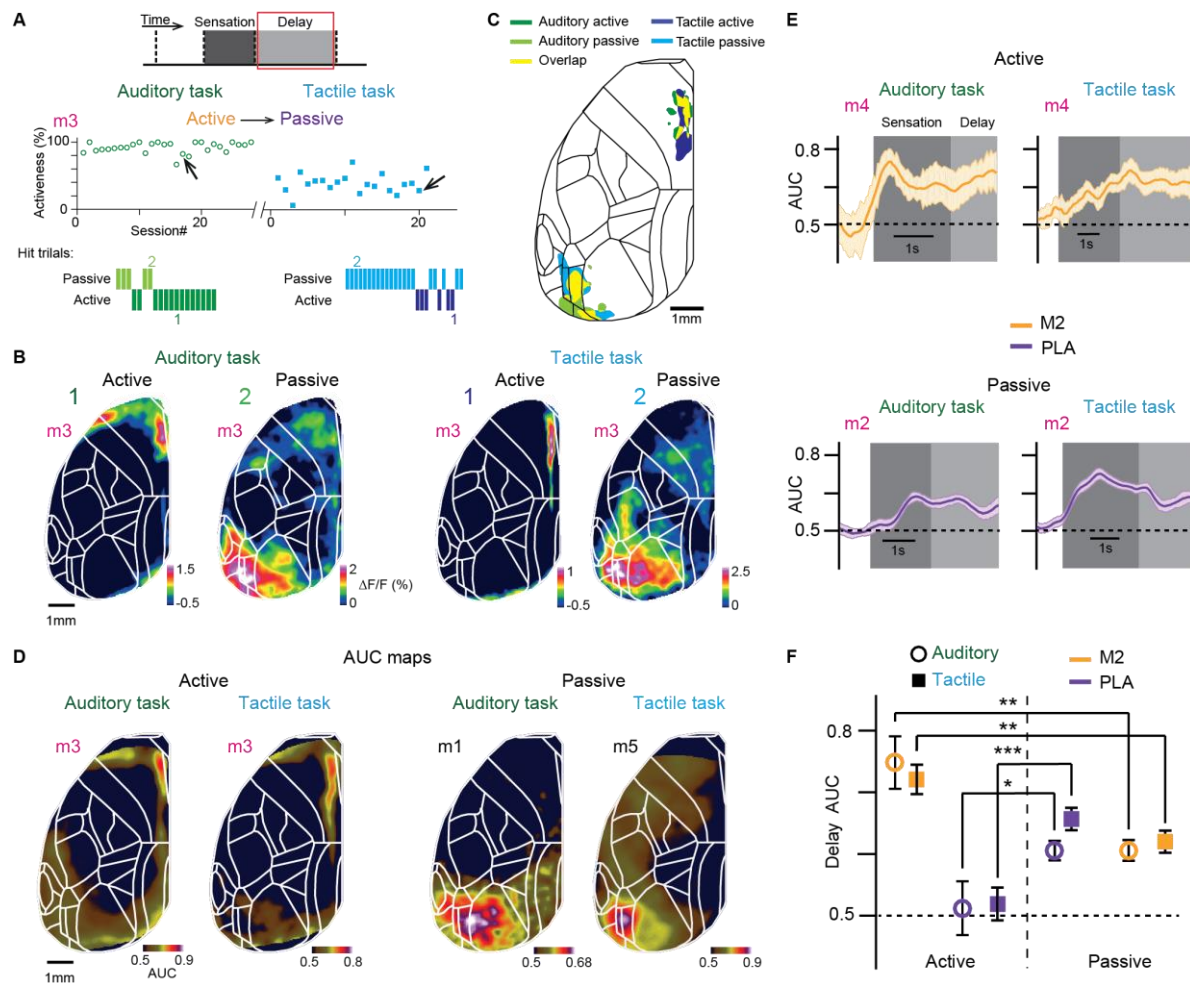 A
Time
Sensation
Delay
Auditory task
Tactile task
m3
Active
Passive
Activeness (%)
100
0
0
20
0
20
Session#
Hit trilals:
Passive
Active
2
1
2
1
B
Auditory task
Active
Passive
1
2
m3
m3
1.5
-0.5
2
0
ΔF/F (%)
1mm
Tactile task
Active
Passive
1
2
m3
m3
1
-0.5
2.5
0
C
Auditory active
Tactile active
Auditory passive
Tactile passive
Overlap
1mm
D
AUC maps
Active
Passive
Auditory task
Tactile task
Auditory task
Tactile task
m3
m3
m1
m5
0.5
0.9
AUC
0.5
0.8
0.5
0.68
0.5
0.9
1mm
E
Active
m4
Auditory task
m4
Tactile task
Sensation
Delay
0.8
AUC
0.5
1s
1s
M2
PLA
Passive
m2
Auditory task
m2
Tactile task
0.8
AUC
0.5
1s
1s
F
Auditory
M2
Tactile
PLA
**
**
***
*
0.8
Delay AUC
0.5
Active
Passive